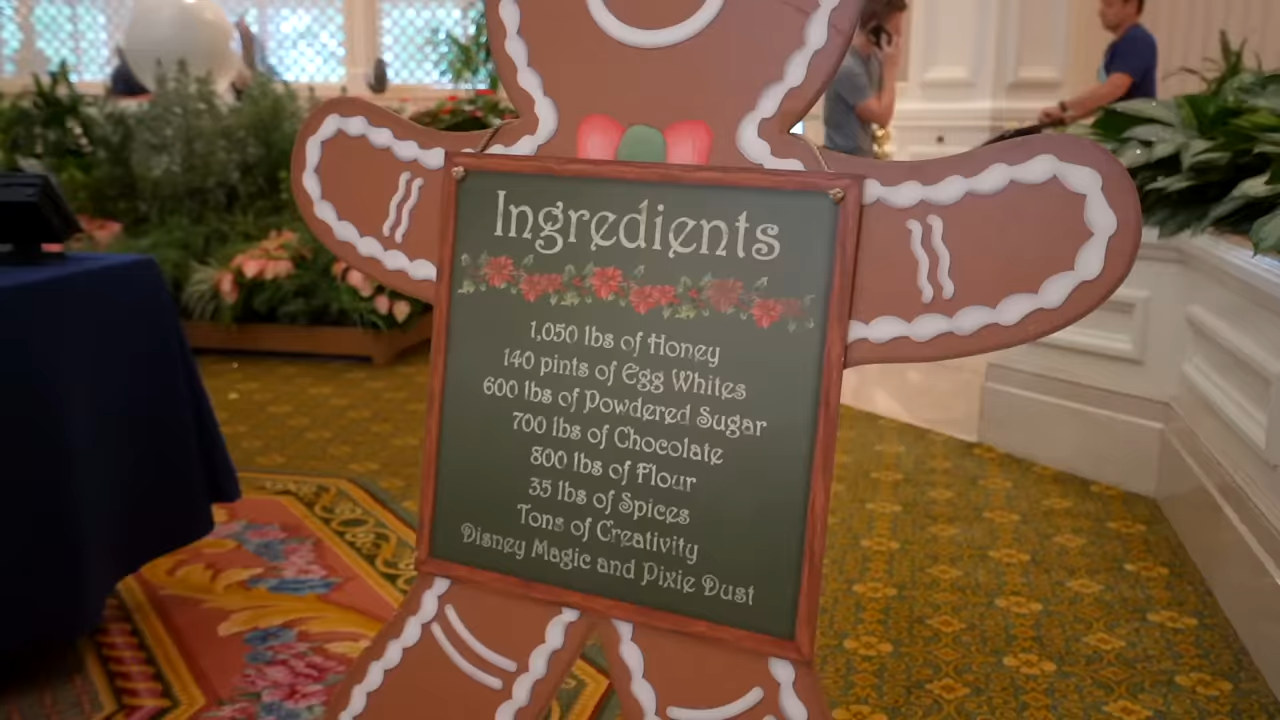 Ingredients
1,050 lbs of Honey
140 pints of Egg Whites
600 lbs of Powdered Sugar
700 lbs of Chocolate
800 lbs of Flour
35 lbs of Spices
Tons of Creativity
Disney Magic and Pixie Dust